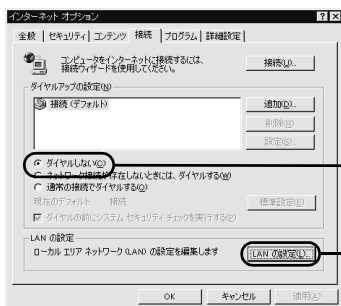 インターネット オプション
全般 セキュリティ コンテンツ 接続 プログラム 詳細設定
コンピュータをインターネットに接続するには、
接続ウィザードを使用してください。
接続(U)...
ダイヤルアップの設定(N)
接続 (デフォルト)
追加(D)...
削除(R)
設定(S)...
ダイヤルしない(C)
ネットワーク接続が存在しないときには、ダイヤルする(W)
通常の接続でダイヤルする(O)
現在のデフォルト 接続
標準設定(E)
ダイヤルの前にシステム セキュリティ チェックを実行する(P)
LAN の設定
ローカル エリア ネットワーク (LAN) の設定を編集します
LAN の設定(L)...
OK キャンセル 適用(A)